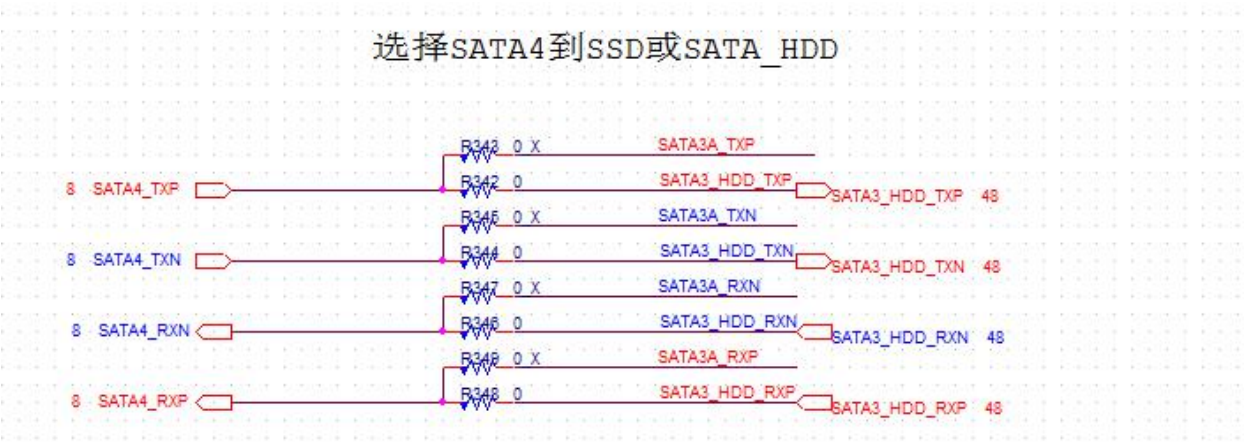 选择SATA4到SSD或SATA_HDD
R343 0 X SATA3A_TXP
8 SATA4_TXP R342 0 SATA3_HDD_TXP SATA3_HDD_TXP 48
R345 0 X SATA3A_TXN
8 SATA4_TXN R344 0 SATA3_HDD_TXN SATA3_HDD_TXN 48
R347 0 X SATA3A_RXN
8 SATA4_RXN R346 0 SATA3_HDD_RXN SATA3_HDD_RXN 48
R349 0 X SATA3A_RXP
8 SATA4_RXP R348 0 SATA3_HDD_RXP SATA3_HDD_RXP 48